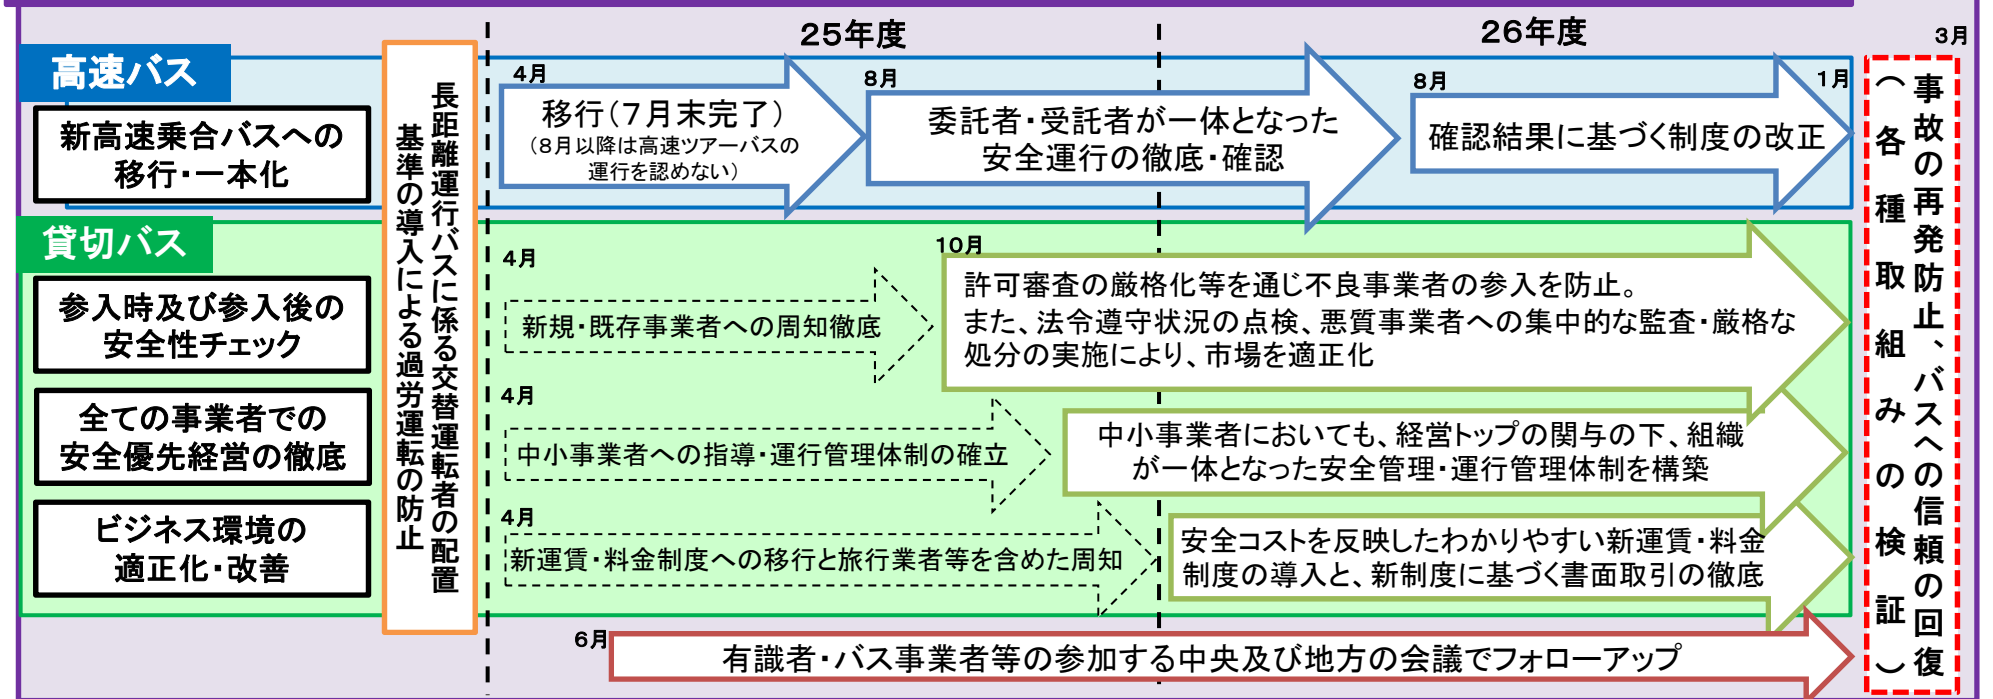 25年度
26年度
3月
高速バス
新高速乗合バスへの
移行・一本化
長距離運行バスに係る交替運転者の配置
基準の導入による過労運転の防止
4月
移行(7月末完了)
(8月以降は高速ツアーバスの
運行を認めない)
8月
委託者・受託者が一体となった
安全運行の徹底・確認
8月
確認結果に基づく制度の改正
1月
貸切バス
参入時及び参入後の
安全性チェック
4月
新規・既存事業者への周知徹底
10月
許可審査の厳格化等を通じ不良事業者の参入を防止。
また、法令遵守状況の点検、悪質事業者への集中的な監査・厳格な
処分の実施により、市場を適正化
全ての事業者での
安全優先経営の徹底
4月
中小事業者への指導・運行管理体制の確立
中小事業者においても、経営トップの関与の下、組織
が一体となった安全管理・運行管理体制を構築
ビジネス環境の
適正化・改善
4月
新運賃・料金制度への移行と旅行業者等を含めた周知
安全コストを反映したわかりやすい新運賃・料金
制度の導入と、新制度に基づく書面取引の徹底
6月
有識者・バス事業者等の参加する中央及び地方の会議でフォローアップ
事故の再発防止、バスへの信頼の回復
(各種取組みの検証)